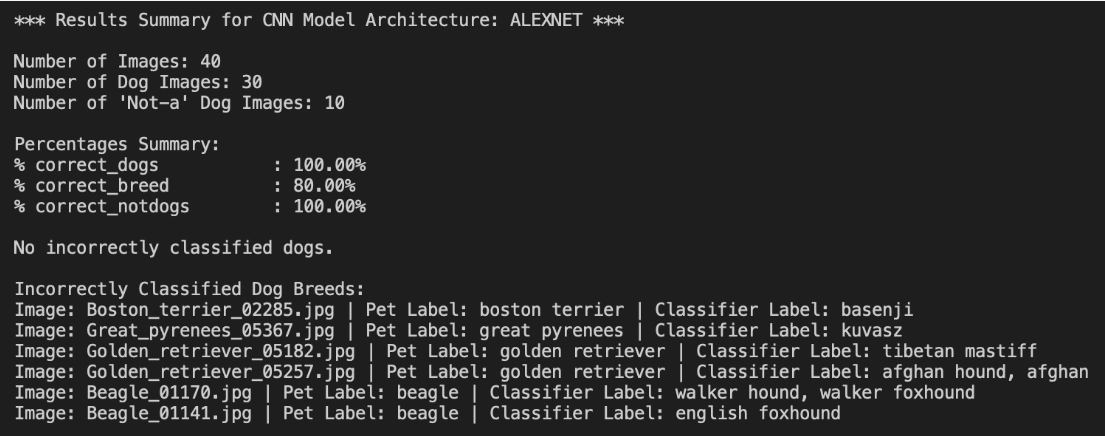 *** Results Summary for CNN Model Architecture: ALEXNET ***
Number of Images: 40
Number of Dog Images: 30
Number of 'Not-a' Dog Images: 10
Percentages Summary:
% correct_dogs : 100.00%
% correct_breed : 80.00%
% correct_notdogs : 100.00%
No incorrectly classified dogs.
Incorrectly Classified Dog Breeds:
Image: Boston_terrier_02285.jpg | Pet Label: boston terrier | Classifier Label: basenji
Image: Great_pyrenees_05367.jpg | Pet Label: great pyrenees | Classifier Label: kuvasz
Image: Golden_retriever_05182.jpg | Pet Label: golden retriever | Classifier Label: tibetan mastiff
Image: Golden_retriever_05257.jpg | Pet Label: golden retriever | Classifier Label: afghan hound, afghan
Image: Beagle_01170.jpg | Pet Label: beagle | Classifier Label: walker hound, walker foxhound
Image: Beagle_01141.jpg | Pet Label: beagle | Classifier Label: english foxhound